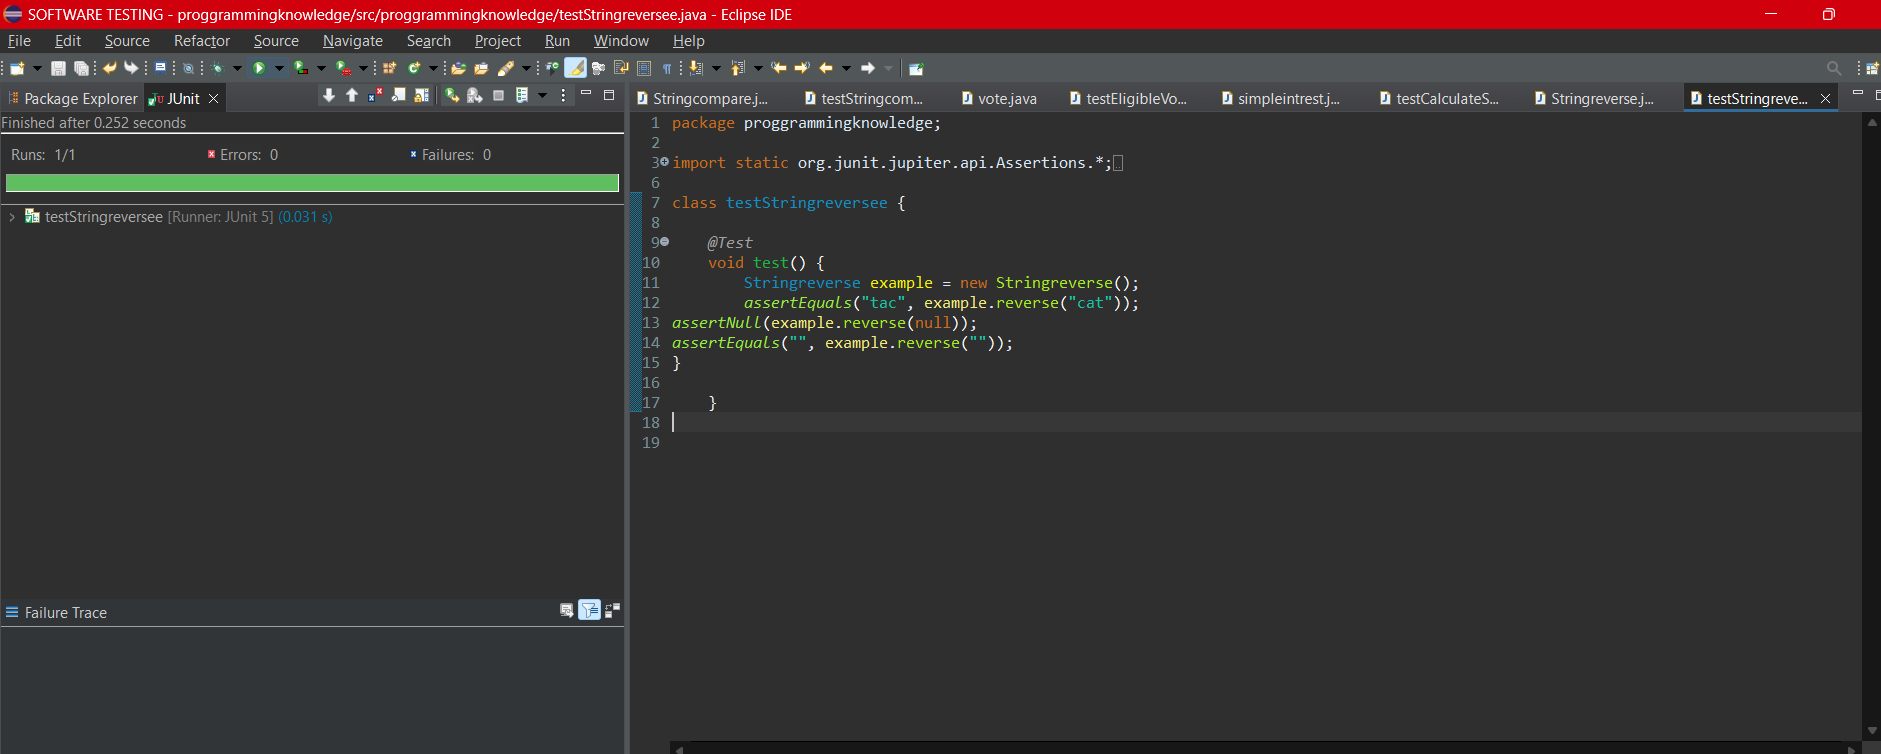 SOFTWARE TESTING - proggrammingknowledge/src/proggrammingknowledge/testStringreversee.java - Eclipse IDE
File Edit Source Refactor Source Navigate Search Project Run Window Help
Package Explorer JUnit
Finished after 0.252 seconds
Runs: 1/1 Errors: 0 Failures: 0
testStringreversee [Runner: JUnit 5] (0.031 s)
Failure Trace
Stringcompare.j... testStringcom... vote.java testEligibleVo... simpleintrest.j... testCalculateS... Stringreverse.j... testStringreve...
1 package proggrammingknowledge;
2
3 import static org.junit.jupiter.api.Assertions.*;
6
7 class testStringreversee {
8
9 @Test
10 void test() {
11 Stringreverse example = new Stringreverse();
12 assertEquals("tac", example.reverse("cat"));
13 assertNull(example.reverse(null));
14 assertEquals("", example.reverse(""));
15 }
16
17 }
18
19